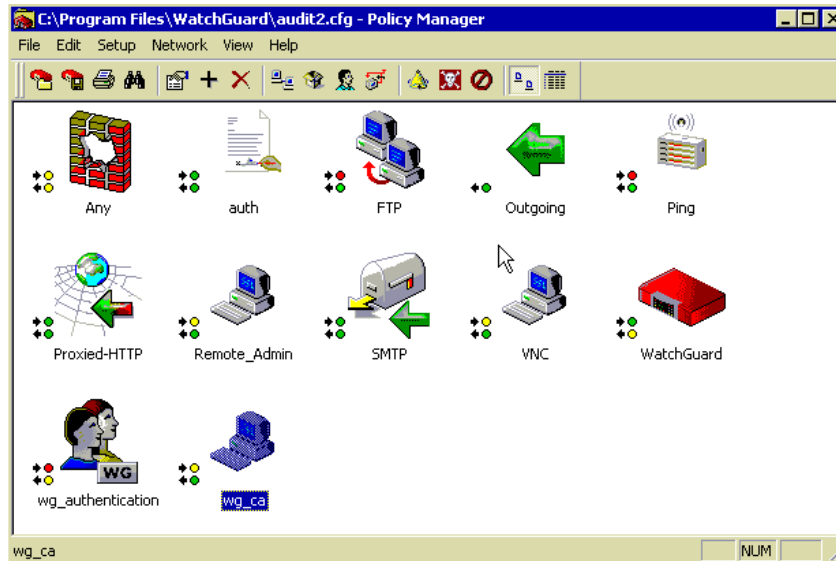 C:\Program Files\WatchGuard\audit2.cfg - Policy Manager
File Edit Setup Network View Help
Any auth FTP Outgoing Ping
Proxied-HTTP Remote_Admin SMTP VNC WatchGuard
WG
wg_authentication wg_ca
wg_ca NUM